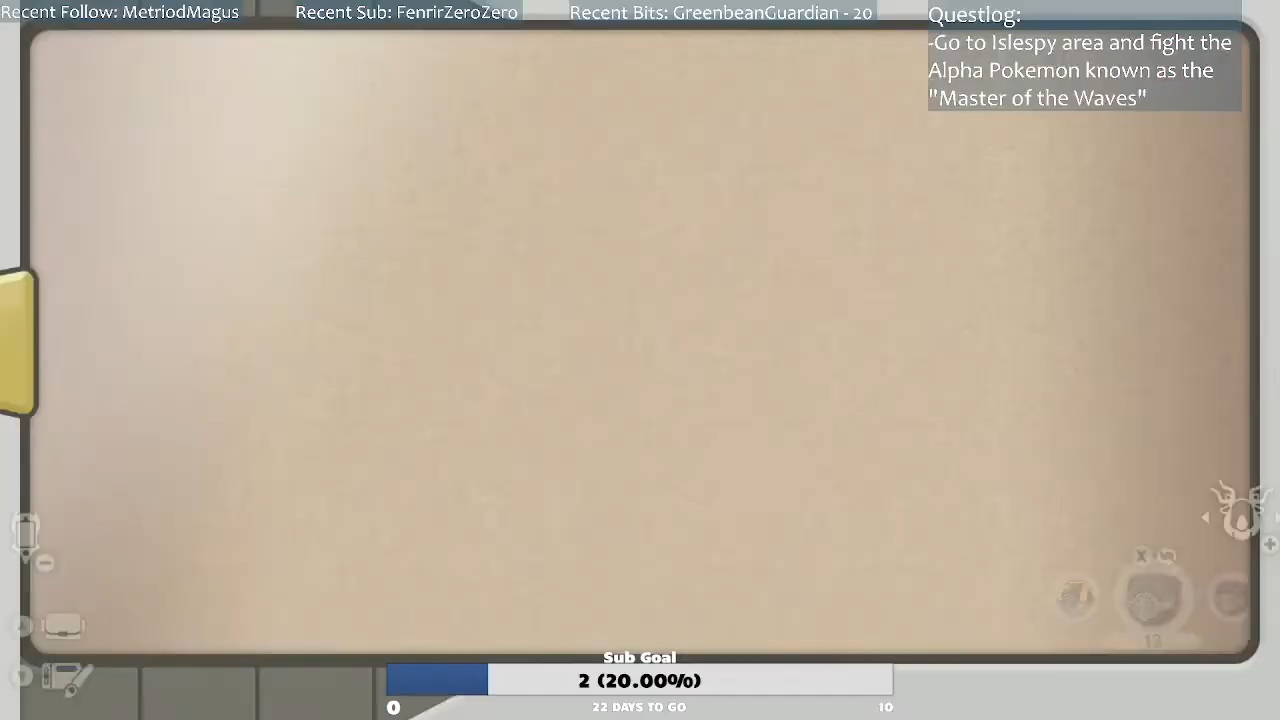 Recent Follow: MetriodMagus
Recent Sub: FenrirZeroZero
Recent Bits: GreenbeanGuardian - 20
Questlog:
-Go to Islespy area and fight the
Alpha Pokemon known as the
"Master of the Waves"
X
13
Sub Goal
2 (20.00%)
0
22 DAYS TO GO
10